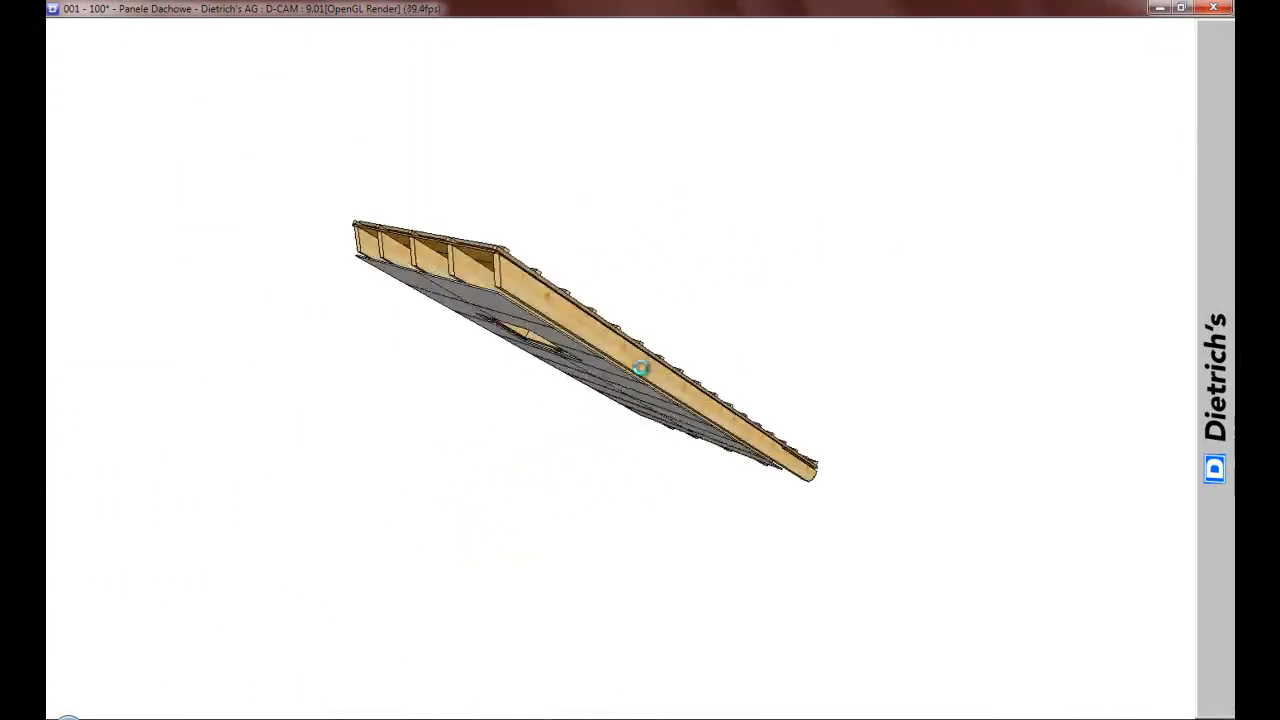 001 - 100* - Panele Dachowe - Dietrich's AG : D-CAM : 9.01[OpenGL Render] (39.4fps)
Dietrich's
D